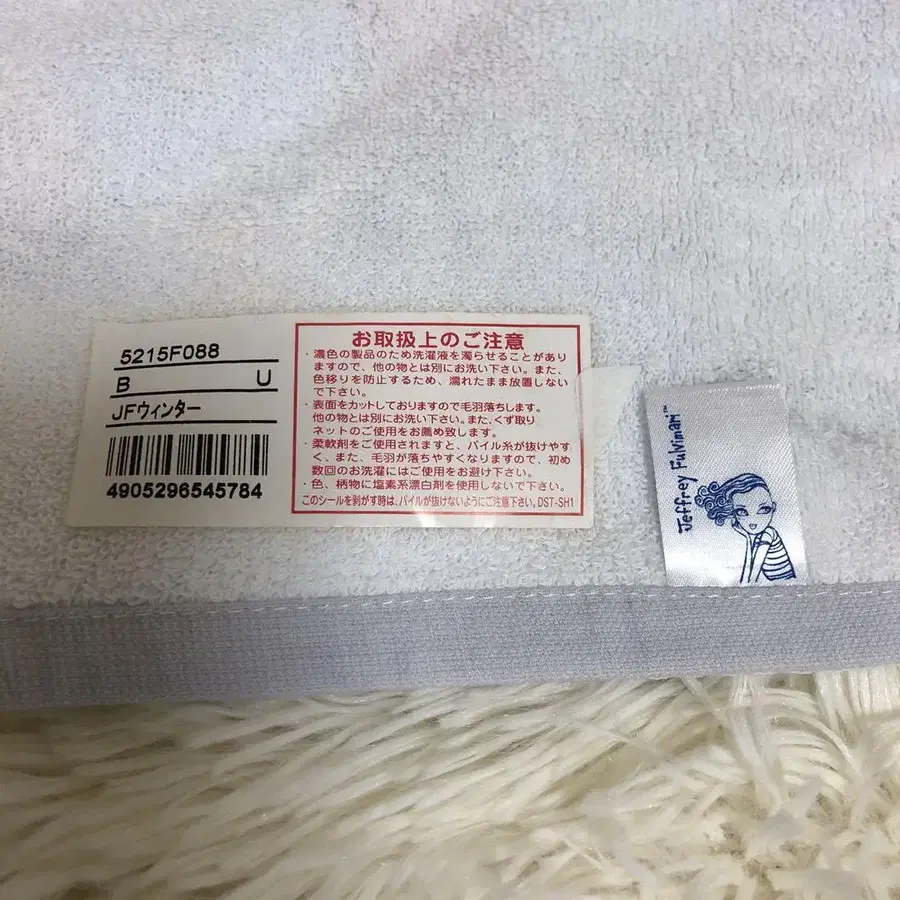 5215F088
B U
JFウィンター
4905296545784
お取扱上のご注意
・濃色の製品のため洗濯液を濁らせることがあり
ますので、他の物とは別にお洗い下さい。また、
色移りを防止するため、濡れたまま放置しない
で下さい。
・表面をカットしておりますので毛羽落ちします。
他の物とは別にお洗い下さい。また、くず取り
ネットのご使用をお薦め致します。
・柔軟剤をご使用されますと、パイル糸が抜けやす
く、また、毛羽が落ちやすくなりますので、初め
数回のお洗濯にはご使用をお避け下さい。
・色、柄物に塩素系漂白剤を使用しないで下さい。
このシールを剥がす時は、パイルが抜けないようにご注意下さい。DST-SH1
Jeffrey Fulvimari™